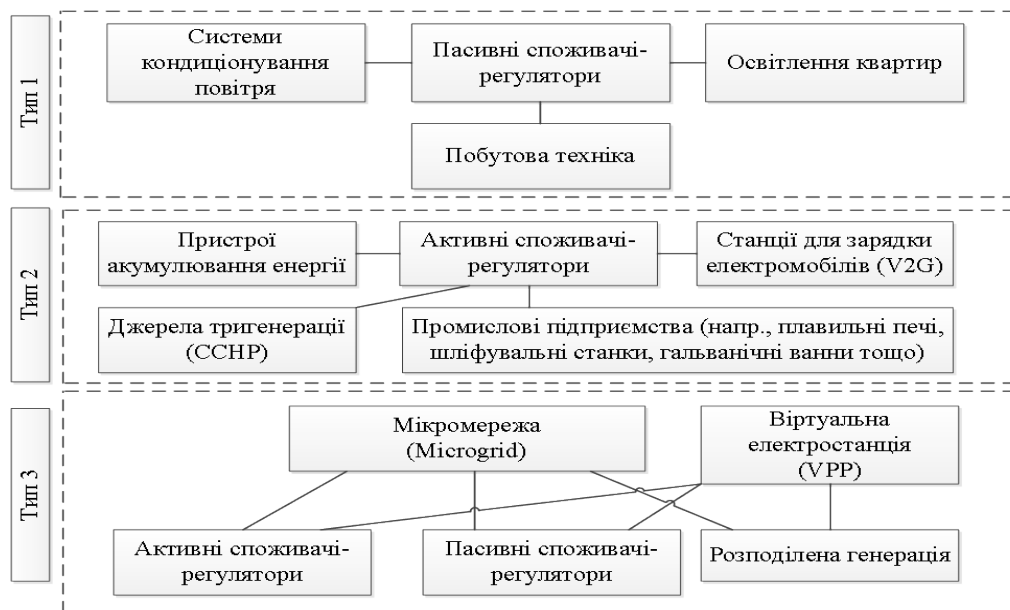 Тип 1
Системи
кондиціонування
повітря
Пасивні споживачі-
регулятори
Освітлення квартир
Побутова техніка
Тип 2
Пристрої
акумулювання енергії
Активні споживачі-
регулятори
Станції для зарядки
електромобілів (V2G)
Джерела тригенерації
(CCHP)
Промислові підприємства (напр., плавильні печі,
шліфувальні станки, гальванічні ванни тощо)
Тип 3
Мікромережа
(Microgrid)
Віртуальна
електростанція
(VPP)
Активні споживачі-
регулятори
Пасивні споживачі-
регулятори
Розподілена генерація